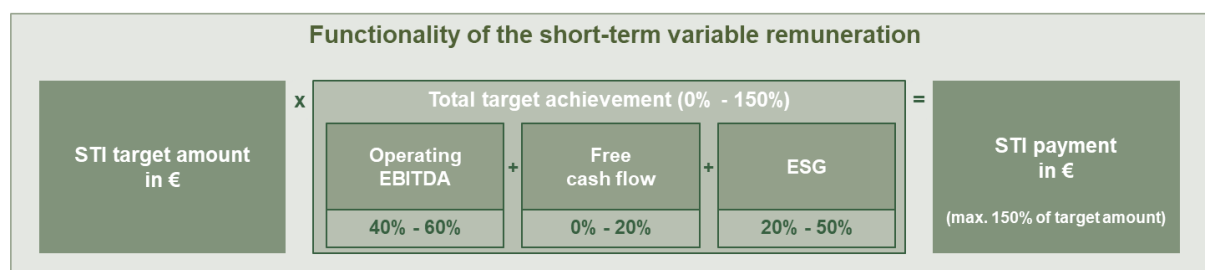 Functionality of the short-term variable remuneration
STI target amount
in €
x
Total target achievement (0% - 150%)
Operating
EBITDA
40% - 60%
+
Free
cash flow
0% - 20%
+
ESG
20% - 50%
=
STI payment
in €
(max. 150% of target amount)